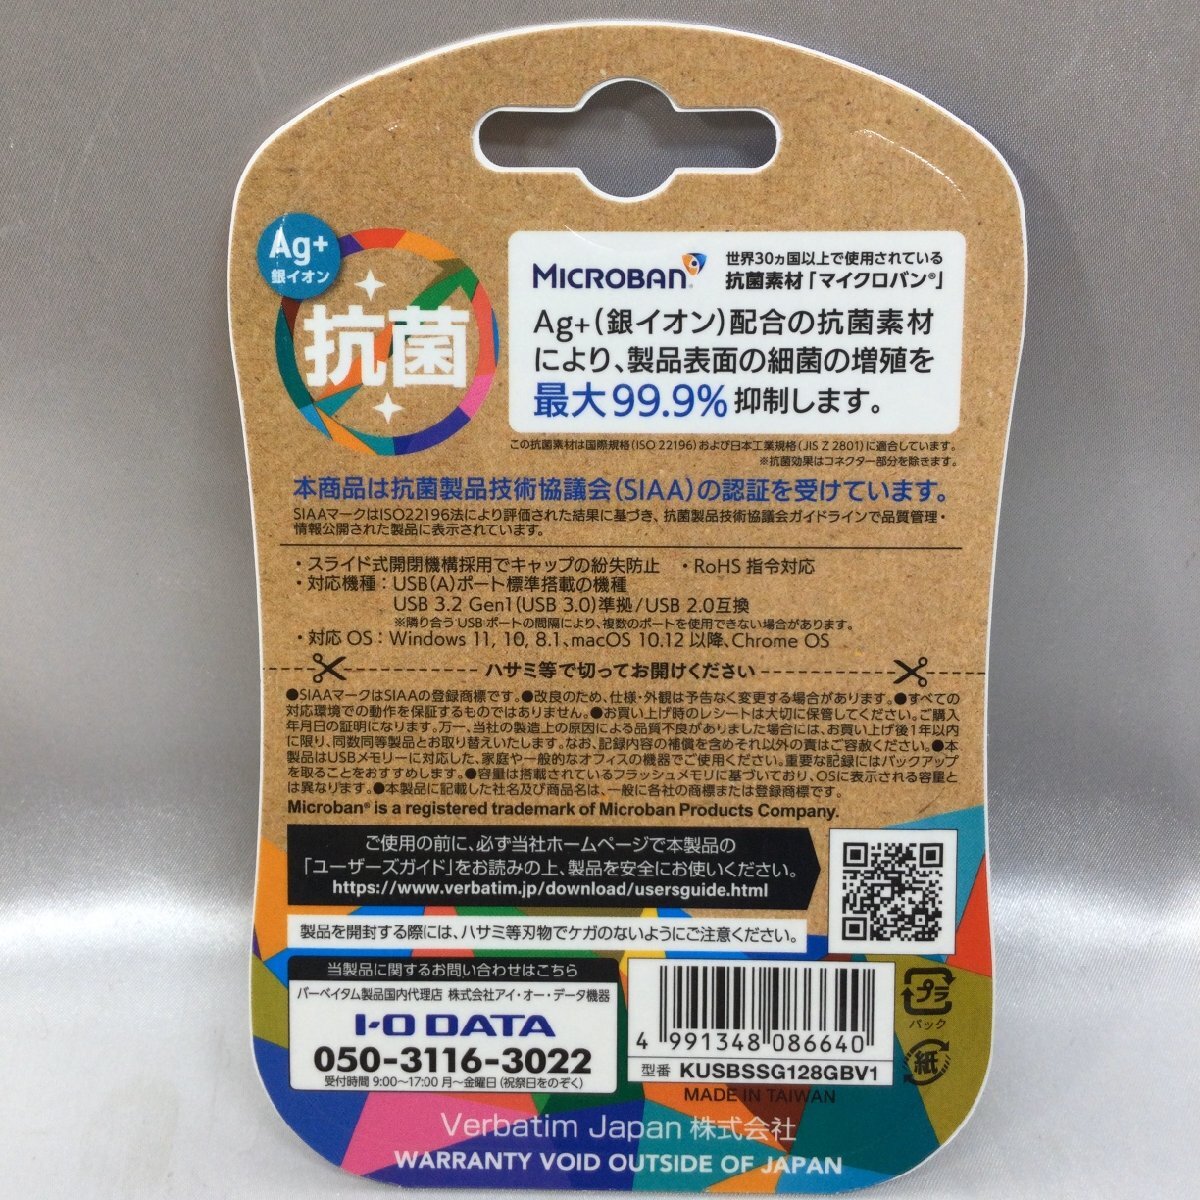 Ag+
銀イオン
抗菌
MICROBAN®
世界30ヵ国以上で使用されている
抗菌素材「マイクロバン®」
Ag+(銀イオン)配合の抗菌素材
により、製品表面の細菌の増殖を
最大99.9%抑制します。
この抗菌素材は国際規格(ISO 22196)および日本工業規格(JIS Z 2801)に適合しています。
※抗菌効果はコネクター部分を除きます。
本商品は抗菌製品技術協議会(SIAA)の認証を受けています。
SIAAマークはISO22196法により評価された結果に基づき、抗菌製品技術協議会ガイドラインで品質管理・
情報公開された製品に表示されています。
・スライド式開閉機構採用でキャップの紛失防止 ・RoHS 指令対応
・対応機種：USB(A)ポート標準搭載の機種
USB 3.2 Gen1(USB 3.0)準拠/USB 2.0互換
※隣り合うUSBポートの間隔により、複数のポートを使用できない場合があります。
・対応 OS：Windows 11, 10, 8.1、macOS 10.12 以降、Chrome OS
ハサミ等で切ってお開けください
●SIAAマークはSIAAの登録商標です。●改良のため、仕様・外観は予告なく変更する場合があります。●すべての
対応環境での動作を保証するものではありません。●お買い上げ時のレシートは大切に保管してください。ご購入
年月日の証明になります。万一、当社の製造上の原因による品質不良がありました場合には、お買い上げ後1年以内
に限り、同数同等製品とお取り替えいたします。なお、記録内容の補償を含めそれ以外の責はご容赦ください。●本
製品はUSBメモリーに対応した、家庭や一般的なオフィスの機器でご使用ください。重要な記録にはバックアップ
を取ることをおすすめします。●容量は搭載されているフラッシュメモリに基づいており、OSに表示される容量と
は異なります。●本製品に記載した社名及び商品名は、一般に各社の商標または登録商標です。
Microban® is a registered trademark of Microban Products Company.
ご使用の前に、必ず当社ホームページで本製品の
「ユーザーズガイド」をお読みの上、製品を安全にお使いください。
https://www.verbatim.jp/download/usersguide.html
製品を開封する際には、ハサミ等刃物でケガのないようにご注意ください。
当製品に関するお問い合わせはこちら
バーベイタム製品国内代理店 株式会社アイ・オー・データ機器
I-O DATA
050-3116-3022
受付時間 9:00～17:00 月～金曜日(祝祭日をのぞく)
4 991348 086640
型番 KUSBSSG128GBV1
MADE IN TAIWAN
プラ
パック
紙
Verbatim Japan 株式会社
WARRANTY VOID OUTSIDE OF JAPAN